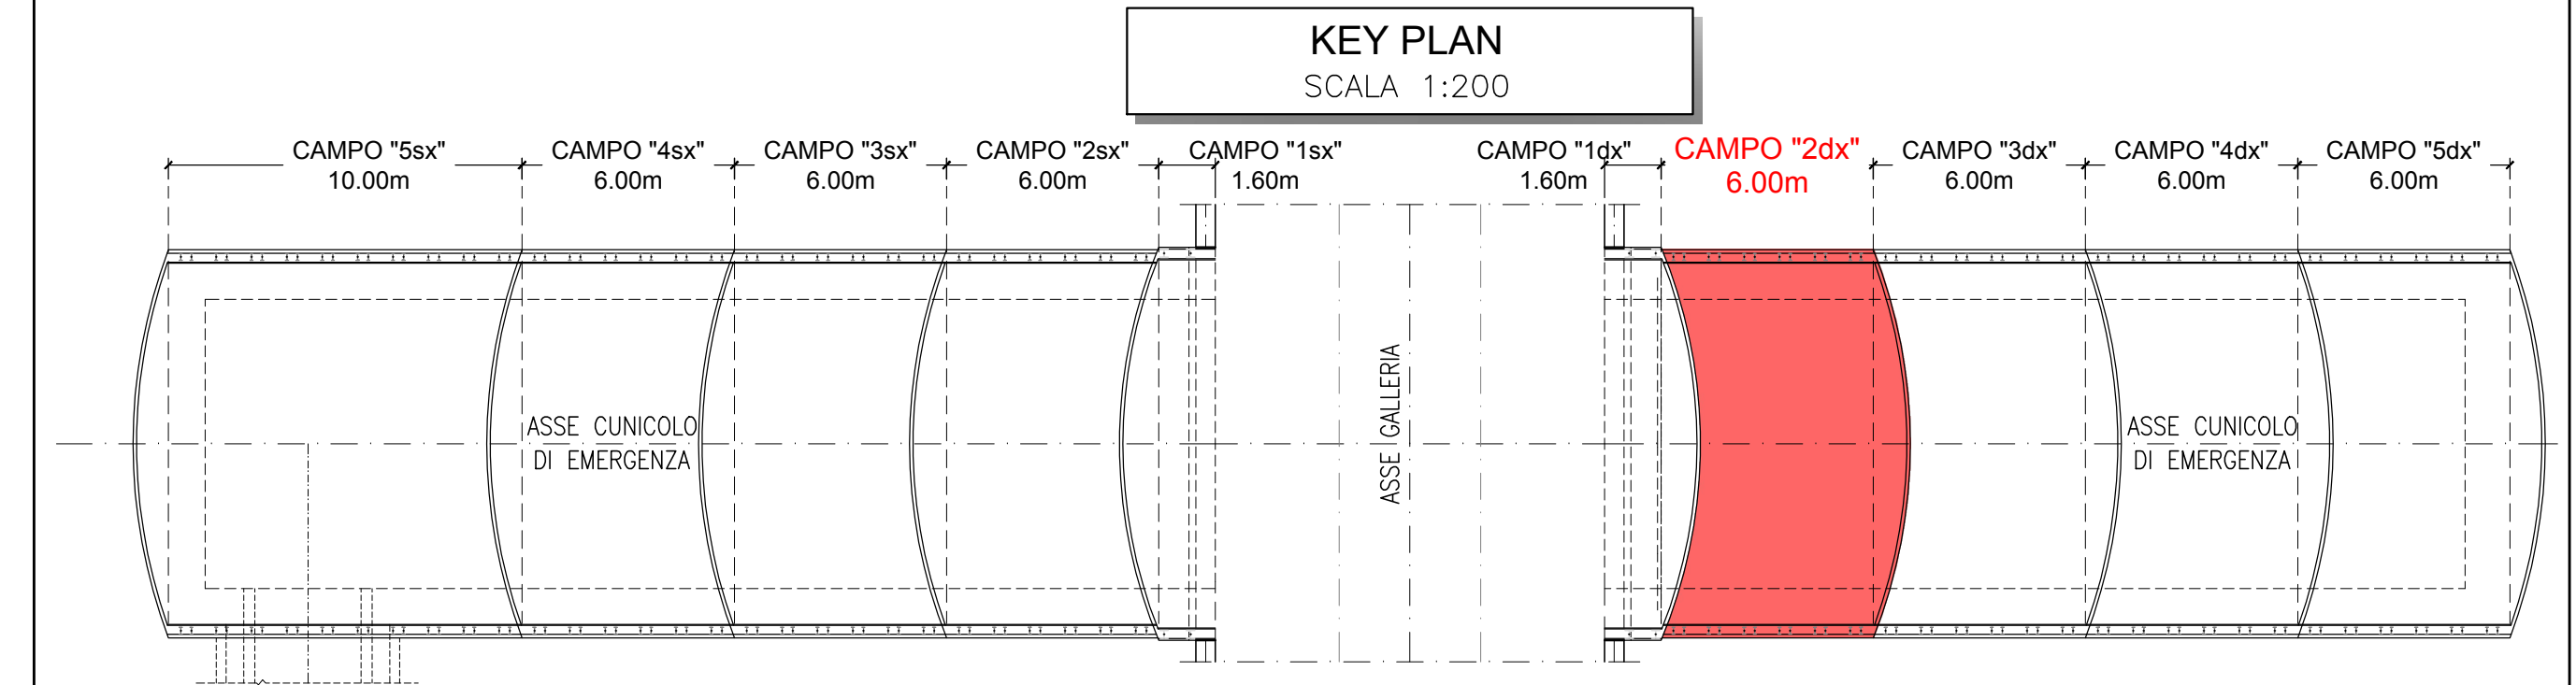 KEY PLAN
SCALA 1:200
CAMPO "5sx"
10.00m
CAMPO "4sx"
6.00m
CAMPO "3sx"
6.00m
CAMPO "2sx"
6.00m
CAMPO "1sx"
1.60m
CAMPO "1dx"
1.60m
CAMPO "2dx"
6.00m
CAMPO "3dx"
6.00m
CAMPO "4dx"
6.00m
CAMPO "5dx"
6.00m
ASSE CUNICOLO
DI EMERGENZA
ASSE GALLERIA
ASSE CUNICOLO
DI EMERGENZA